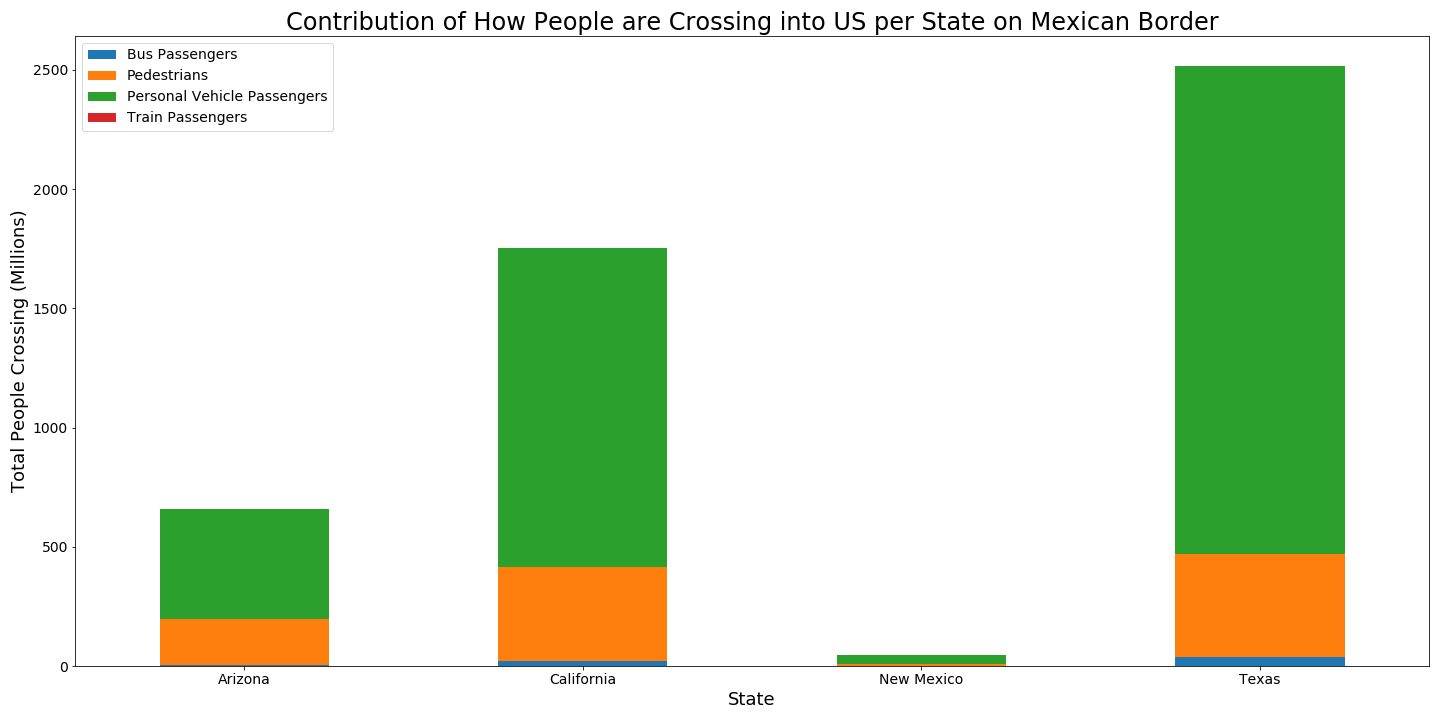 Contribution of How People are Crossing into US per State on Mexican Border
Bus Passengers
Pedestrians
Personal Vehicle Passengers
Train Passengers
Total People Crossing (Millions)
2500
2000
1500
1000
500
0
Arizona
California
New Mexico
Texas
State